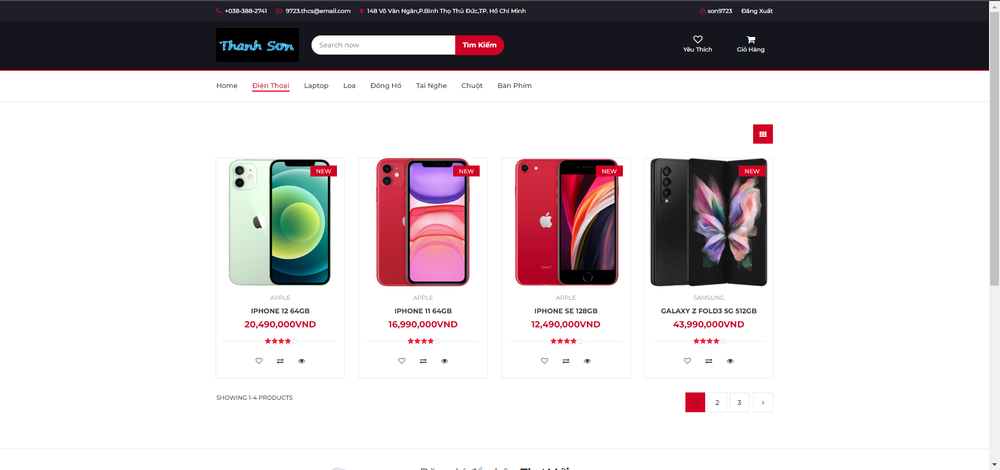 +038-388-2741 9723.thcs@email.com 148 Võ Văn Ngân,P.Bình Thọ Thủ Đức,TP. Hồ Chí Minh son9723 Đăng Xuất
Thanh Sơn
Search now Tìm Kiếm
Yêu Thích Giỏ Hàng
Home Điện Thoại Laptop Loa Đồng Hồ Tai Nghe Chuột Bàn Phím
NEW NEW NEW NEW
APPLE APPLE APPLE SAMSUNG
IPHONE 12 64GB IPHONE 11 64GB IPHONE SE 128GB GALAXY Z FOLD3 5G 512GB
20,490,000VND 16,990,000VND 12,490,000VND 43,990,000VND
SHOWING 1-4 PRODUCTS 1 2 3